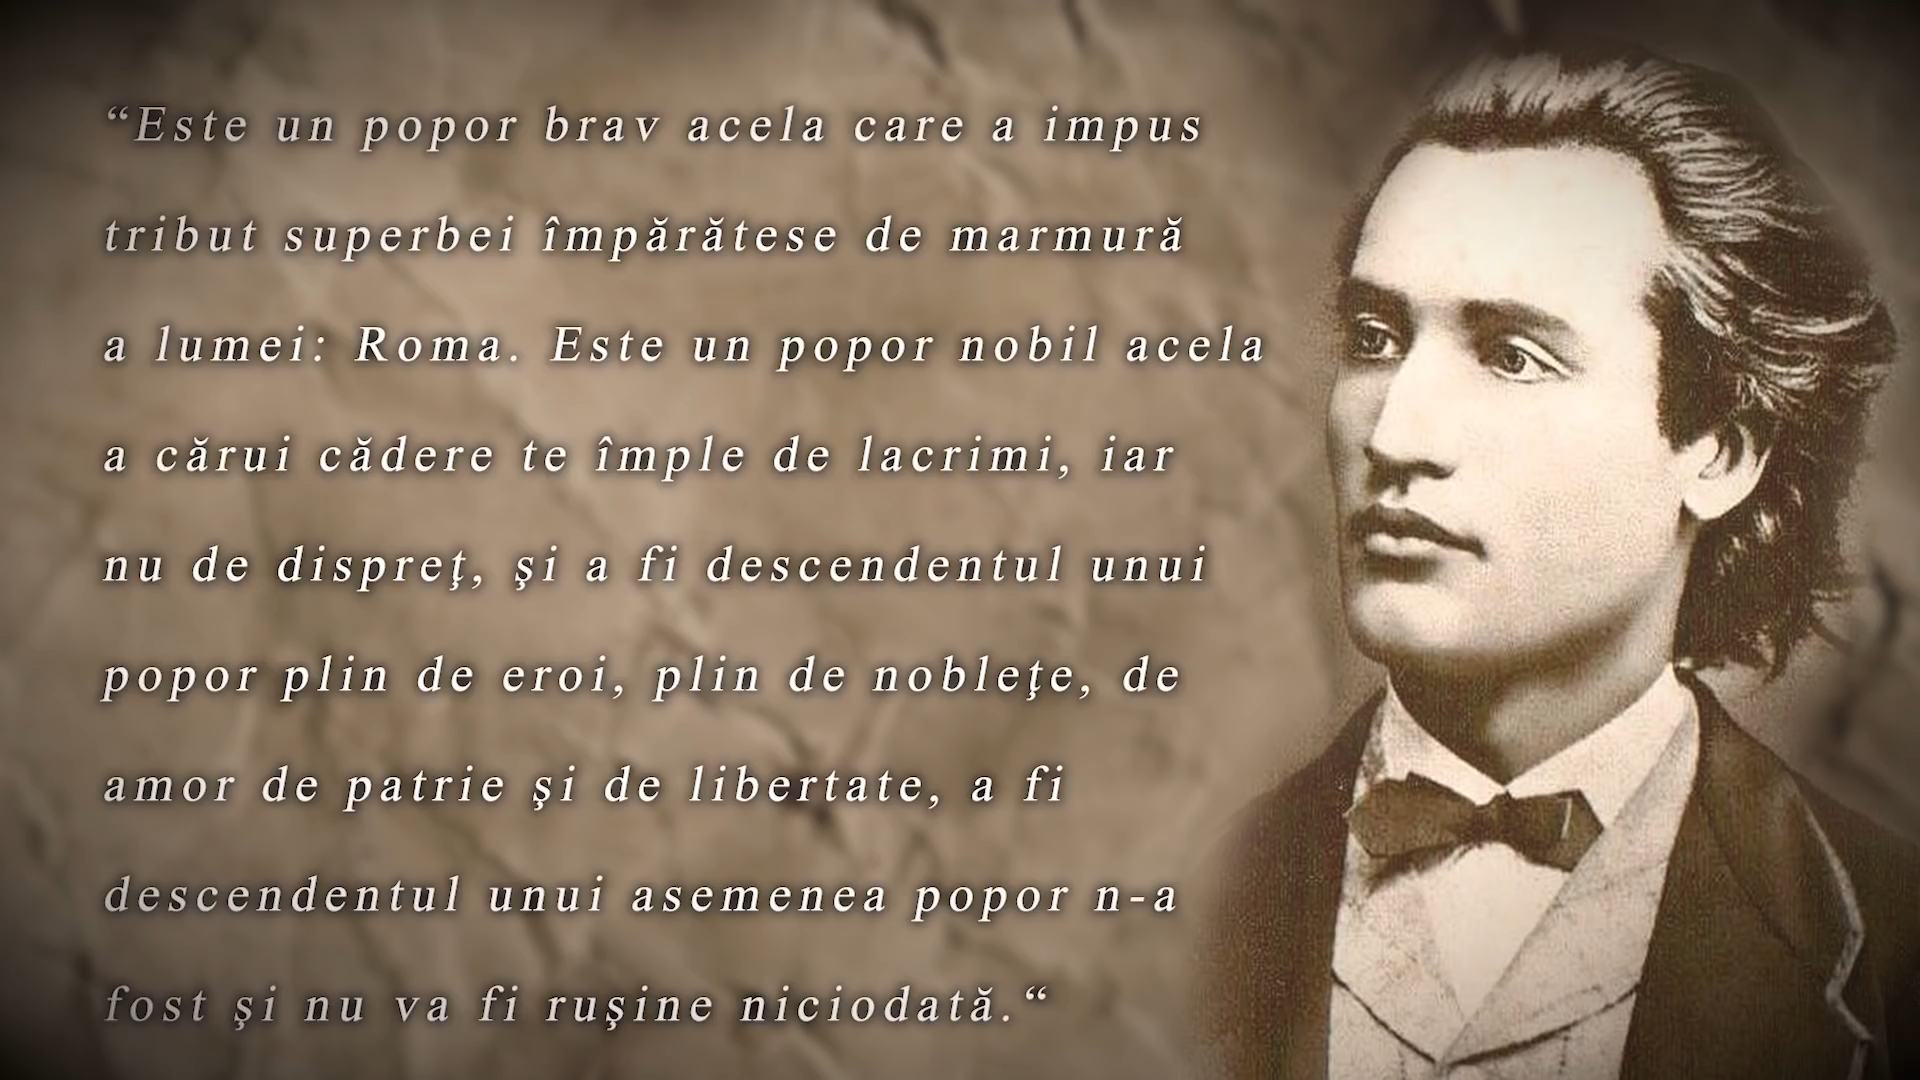 “Este un popor brav acela care a impus
tribut superbei împărătese de marmură
a lumei: Roma. Este un popor nobil acela
a cărui cădere te împle de lacrimi, iar
nu de dispreţ, şi a fi descendentul unui
popor plin de eroi, plin de nobleţe, de
amor de patrie şi de libertate, a fi
descendentul unui asemenea popor n-a
fost şi nu va fi ruşine niciodată.“